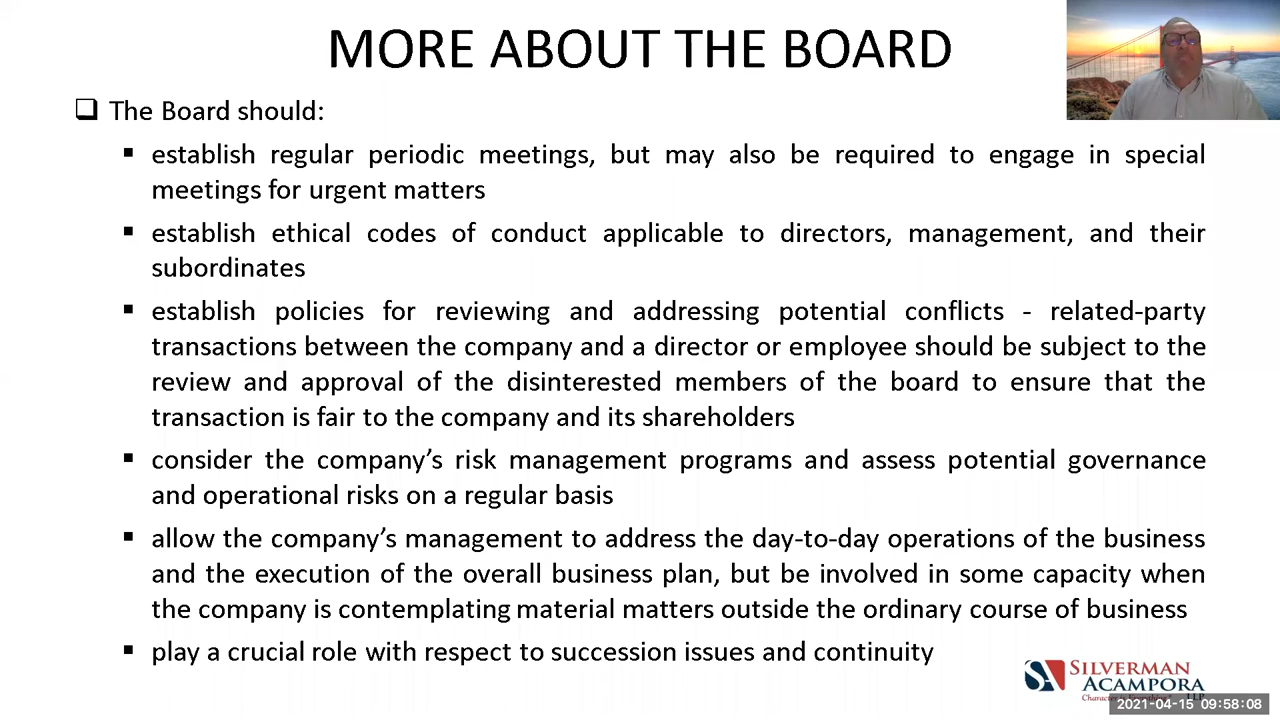 MORE ABOUT THE BOARD
The Board should:
establish regular periodic meetings, but may also be required to engage in special
meetings for urgent matters
establish ethical codes of conduct applicable to directors, management, and their
subordinates
establish policies for reviewing and addressing potential conflicts - related-party
transactions between the company and a director or employee should be subject to the
review and approval of the disinterested members of the board to ensure that the
transaction is fair to the company and its shareholders
consider the company’s risk management programs and assess potential governance
and operational risks on a regular basis
allow the company’s management to address the day-to-day operations of the business
and the execution of the overall business plan, but be involved in some capacity when
the company is contemplating material matters outside the ordinary course of business
play a crucial role with respect to succession issues and continuity
SILVERMAN
ACAMPORA
LLP
2021-04-15 09:58:08